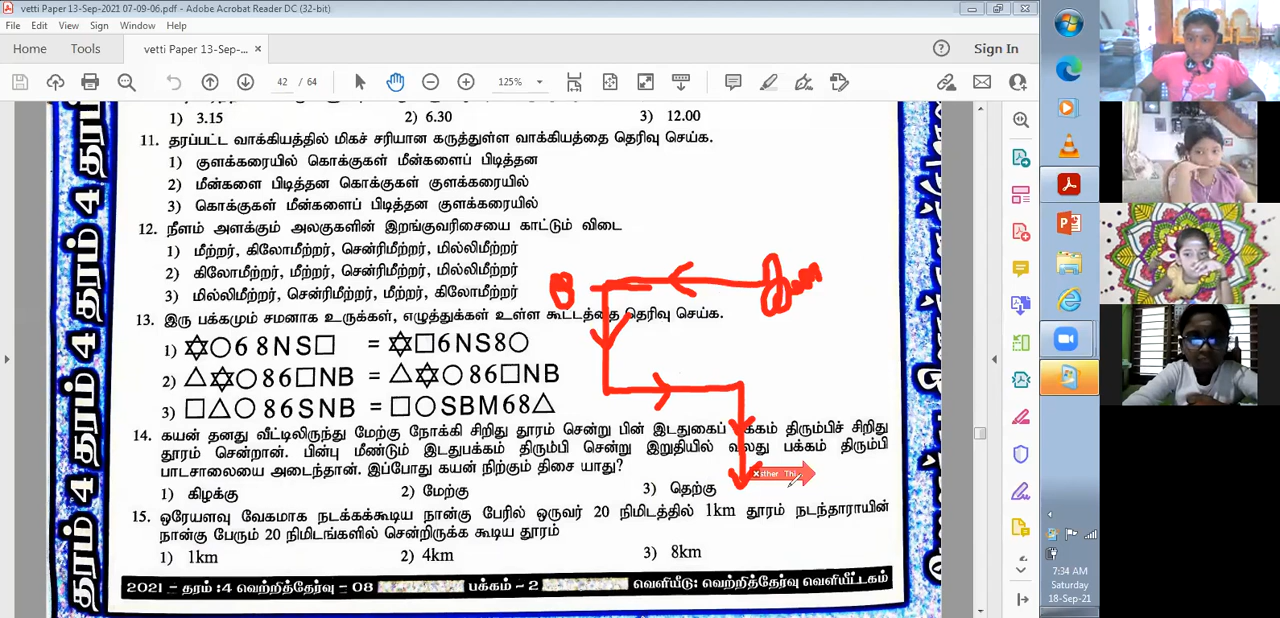 vetti Paper 13-Sep-2021 07-09-06.pdf - Adobe Acrobat Reader DC (32-bit)
File Edit View Sign Window Help
Home Tools vetti Paper 13-Sep-... × Sign In
42 / 64 125%
1) 3.15 2) 6.30 3) 12.00
11. தரப்பட்ட வாக்கியத்தில் மிகச் சரியான கருத்துள்ள வாக்கியத்தை தெரிவு செய்க.
1) குளக்கரையில் கொக்குகள் மீன்களைப் பிடித்தன
2) மீன்களை பிடித்தன கொக்குகள் குளக்கரையில்
3) கொக்குகள் மீன்களைப் பிடித்தன குளக்கரையில்
12. நீளம் அளக்கும் அலகுகளின் இறங்குவரிசையை காட்டும் விடை
1) மீற்றர், கிலோமீற்றர், சென்ரிமீற்றர், மில்லிமீற்றர்
2) கிலோமீற்றர், மீற்றர், சென்ரிமீற்றர், மில்லிமீற்றர்
3) மில்லிமீற்றர், சென்ரிமீற்றர், மீற்றர், கிலோமீற்றர்
13. இரு பக்கமும் சமனாக உருக்கள், எழுத்துக்கள் உள்ள கூட்டத்தை தெரிவு செய்க.
1) ✡○68NS□ = ✡□6NS8○
2) △✡○86□NB = △✡○86□NB
3) □△○86SNB = □○SBM68△
14. கயன் தனது வீட்டிலிருந்து மேற்கு நோக்கி சிறிது தூரம் சென்று பின் இடதுகைப் பக்கம் திரும்பிச் சிறிது
தூரம் சென்றான். பின்பு மீண்டும் இடதுபக்கம் திரும்பி சென்று இறுதியில் வலது பக்கம் திரும்பி
பாடசாலையை அடைந்தான். இப்போது கயன் நிற்கும் திசை யாது?
1) கிழக்கு 2) மேற்கு 3) தெற்கு
15. ஒரேயளவு வேகமாக நடக்கக்கூடிய நான்கு பேரில் ஒருவர் 20 நிமிடத்தில் 1km தூரம் நடந்தாராயின்
நான்கு பேரும் 20 நிமிடங்களில் சென்றிருக்க கூடிய தூரம்
1) 1km 2) 4km 3) 8km
2021 – தரம் :4 வெற்றித்தேர்வு – 08 பக்கம் – 2 வெளியீடு: வெற்றித்தேர்வு வெளியீட்டகம்
தரம் 4 தரம் 4 தரம் 4 தரம்
7:34 AM
Saturday
18-Sep-21